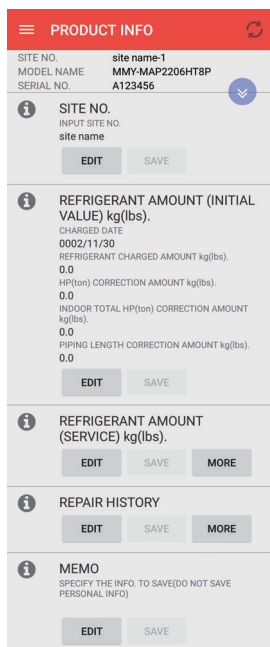 PRODUCT INFO
SITE NO. site name-1
MODEL NAME MMY-MAP2206HT8P
SERIAL NO. A123456
SITE NO.
INPUT SITE NO.
site name
EDIT SAVE
REFRIGERANT AMOUNT (INITIAL
VALUE) kg(lbs).
CHARGED DATE
0002/11/30
REFRIGERANT CHARGED AMOUNT kg(lbs).
0.0
HP(ton) CORRECTION AMOUNT kg(lbs).
0.0
INDOOR TOTAL HP(ton) CORRECTION AMOUNT
kg(lbs).
0.0
PIPING LENGTH CORRECTION AMOUNT kg(lbs).
0.0
EDIT SAVE
REFRIGERANT AMOUNT
(SERVICE) kg(lbs).
EDIT SAVE MORE
REPAIR HISTORY
EDIT SAVE MORE
MEMO
SPECIFY THE INFO. TO SAVE(DO NOT SAVE
PERSONAL INFO)
EDIT SAVE